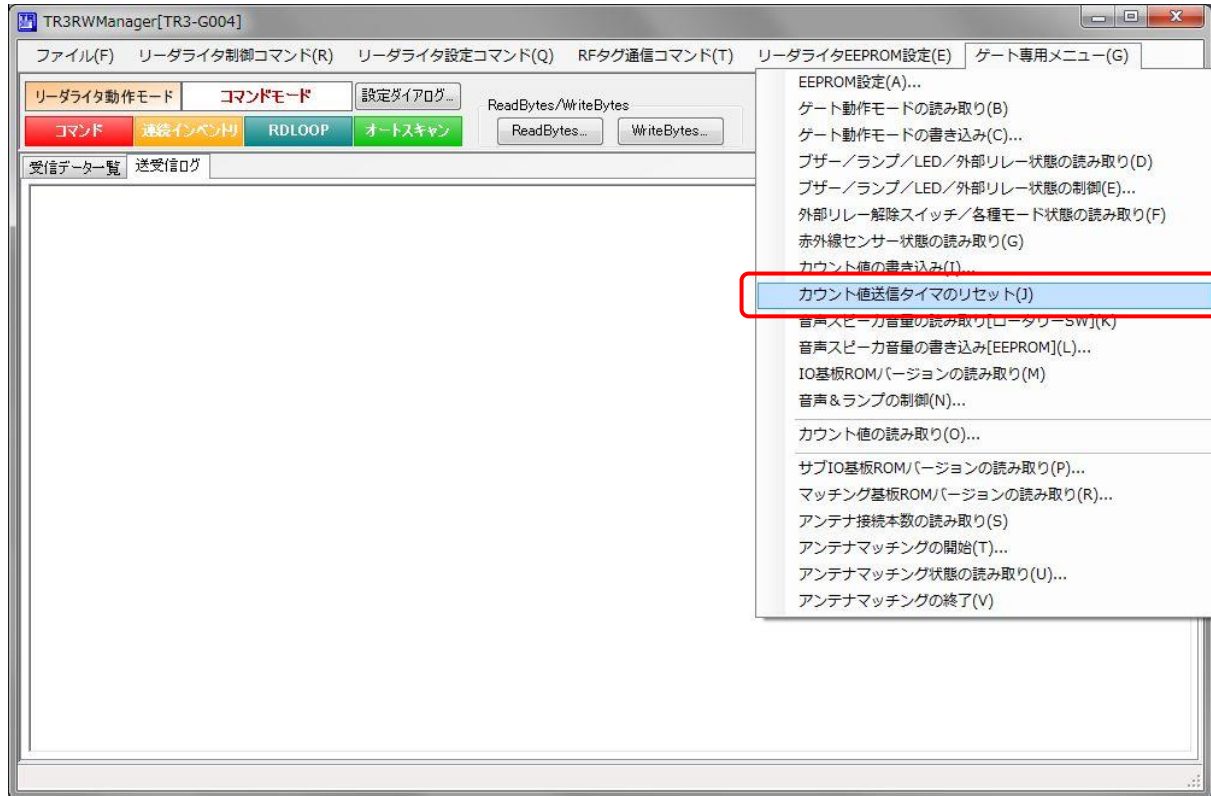 TR3RWManager[TR3-G004]
ファイル(F) リーダライタ制御コマンド(R) リーダライタ設定コマンド(Q) RFタグ通信コマンド(T) リーダライタEEPROM設定(E) ゲート専用メニュー(G)
リーダライタ動作モード コマンドモード 設定ダイアログ... ReadBytes/WriteBytes
コマンド 連続インベントリ RDLOOP オートスキャン ReadBytes... WriteBytes...
受信データ一覧 送受信ログ
EEPROM設定(A)...
ゲート動作モードの読み取り(B)
ゲート動作モードの書き込み(C)...
ブザー／ランプ／LED／外部リレー状態の読み取り(D)
ブザー／ランプ／LED／外部リレー状態の制御(E)...
外部リレー解除スイッチ／各種モード状態の読み取り(F)
赤外線センサー状態の読み取り(G)
カウント値の書き込み(I)...
カウント値送信タイマのリセット(J)
音声スピーカ音量の読み取り[ロータリーSW](K)
音声スピーカ音量の書き込み[EEPROM](L)...
IO基板ROMバージョンの読み取り(M)
音声＆ランプの制御(N)...
カウント値の読み取り(O)...
サブIO基板ROMバージョンの読み取り(P)...
マッチング基板ROMバージョンの読み取り(R)...
アンテナ接続本数の読み取り(S)
アンテナマッチングの開始(T)...
アンテナマッチング状態の読み取り(U)...
アンテナマッチングの終了(V)